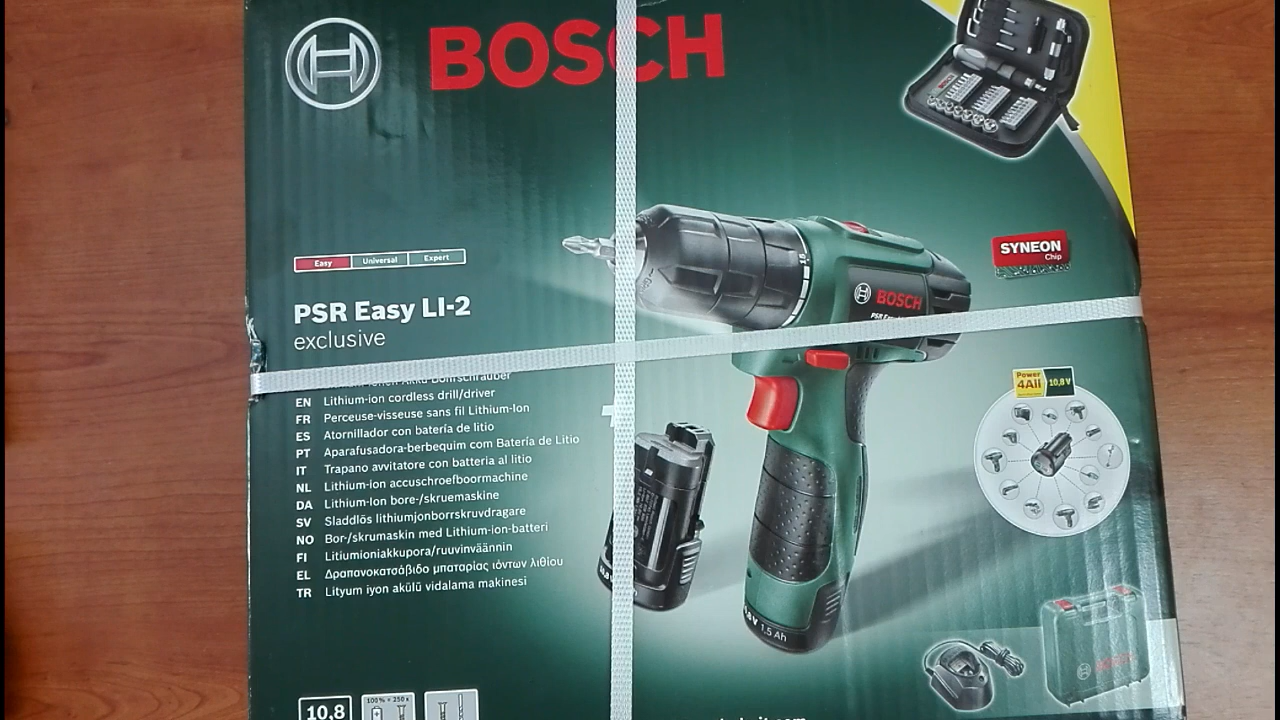 BOSCH
SYNEON
Chip
Easy Universal Expert
PSR Easy LI-2
exclusive
BOSCH
PSR
Power
4All 10,8 V
EN Lithium-ion cordless drill/driver
FR Perceuse-visseuse sans fil Lithium-Ion
ES Atornillador con batería de litio
PT Aparafusadora-berbequim com Bateria de Litio
IT Trapano avvitatore con batteria al litio
NL Lithium-ion accuschroefboormachine
DA Lithium-Ion bore-/skruemaskine
SV Sladdlös lithiumjonborrskruvdragare
NO Bor-/skrumaskin med Lithium-ion-batteri
FI Litiumioniakkupora/ruuvinväännin
EL Δραπανοκατσάβιδο μπαταρίας ιόντων λιθίου
TR Lityum iyon akülü vidalama makinesi
1,5 Ah
BOSCH
10,8
100% = 250x